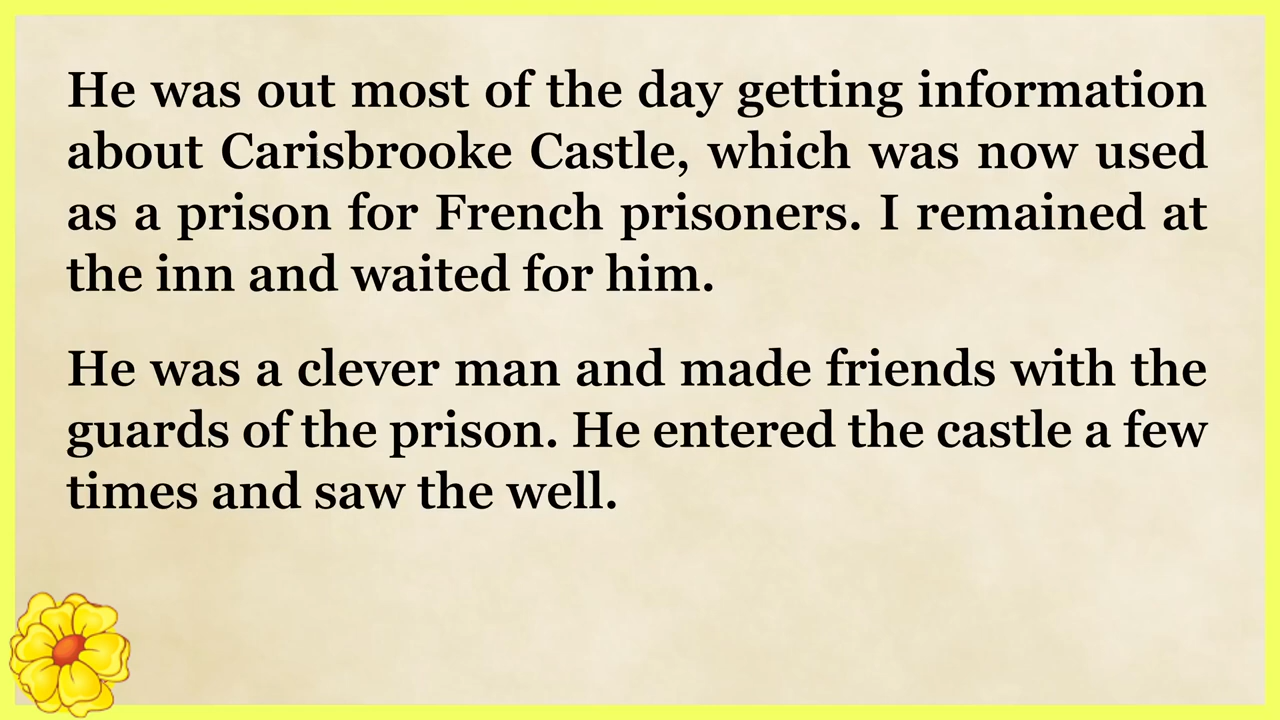 He was out most of the day getting information
about Carisbrooke Castle, which was now used
as a prison for French prisoners. I remained at
the inn and waited for him.
He was a clever man and made friends with the
guards of the prison. He entered the castle a few
times and saw the well.